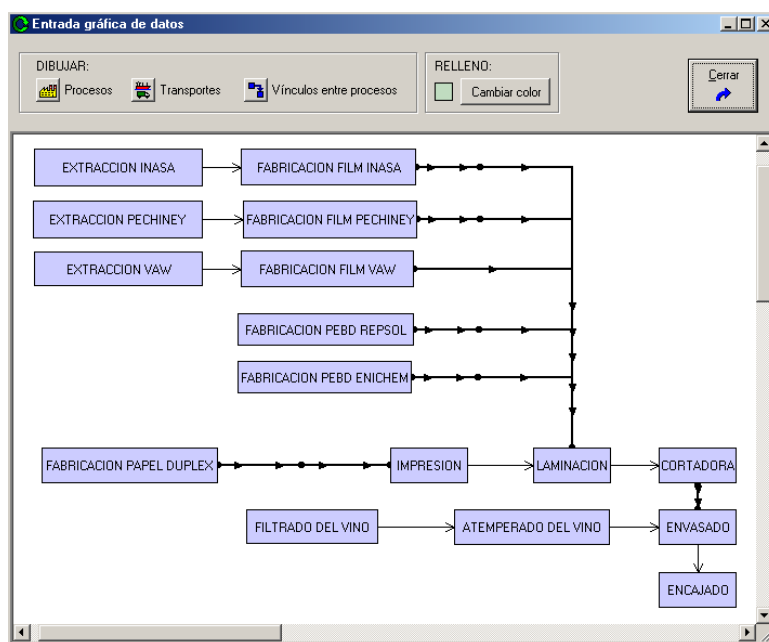 Entrada gráfica de datos
DIBUJAR:
Procesos
Transportes
Vínculos entre procesos
RELLENO:
Cambiar color
Cerrar
EXTRACCION INASA
FABRICACION FILM INASA
EXTRACCION PECHINEY
FABRICACION FILM PECHINEY
EXTRACCION VAW
FABRICACION FILM VAW
FABRICACION PEBD REPSOL
FABRICACION PEBD ENICHEM
FABRICACION PAPEL DUPLEX
IMPRESION
LAMINACION
CORTADORA
FILTRADO DEL VINO
ATEMPERADO DEL VINO
ENVASADO
ENCAJADO